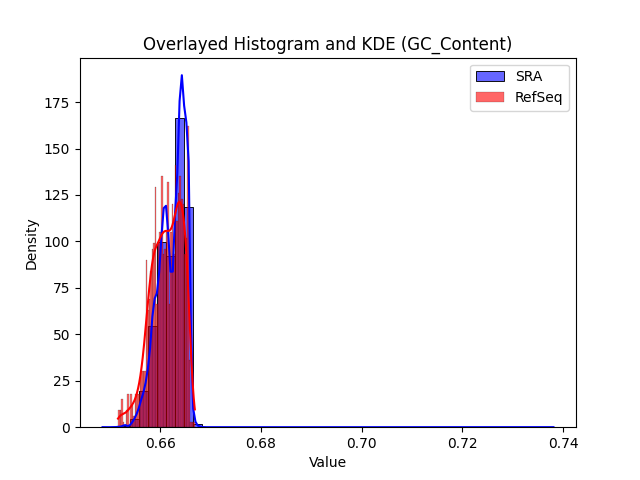 Overlayed Histogram and KDE (GC_Content)
SRA
RefSeq
Density
175
150
125
100
75
50
25
0
0.66
0.68
0.70
0.72
0.74
Value